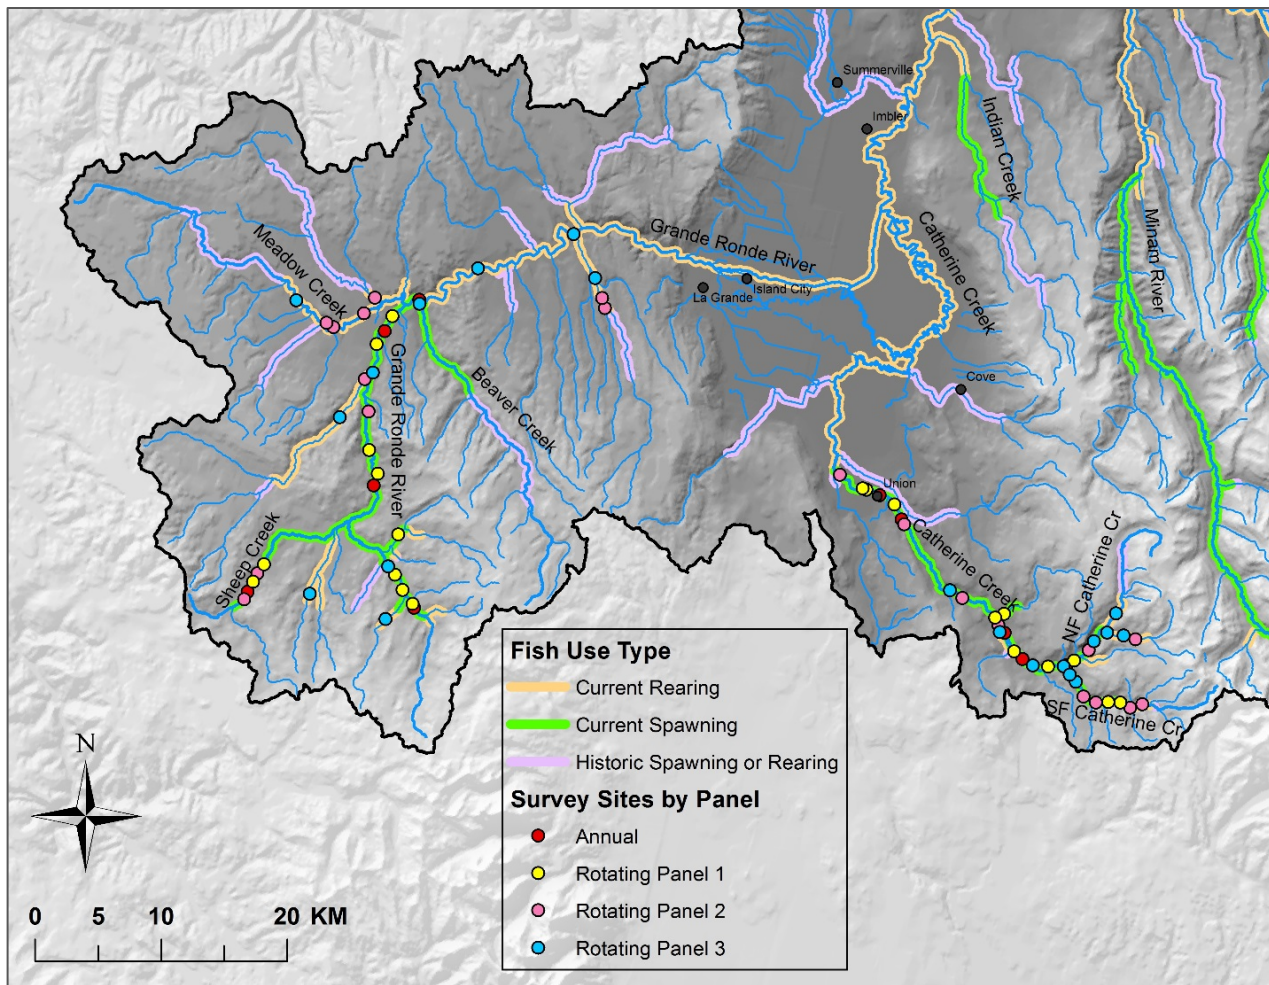 Summerville
Imbler
Indian Creek
Minam River
Meadow Creek
Grande Ronde River
Catherine Creek
Island City
La Grande
Grande Ronde River
Beaver Creek
Cove
Union
Sheep Creek
Catherine Creek
NF Catherine Cr
SF Catherine Cr
Fish Use Type
Current Rearing
Current Spawning
Historic Spawning or Rearing
Survey Sites by Panel
Annual
Rotating Panel 1
Rotating Panel 2
Rotating Panel 3
N
0 5 10 20 KM